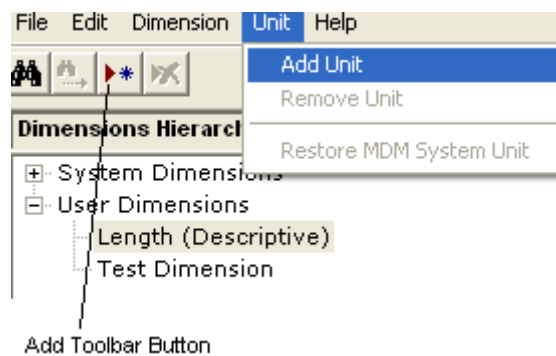 File Edit Dimension Unit Help
Add Unit
Remove Unit
Restore MDM System Unit
Dimensions Hierarc
System Dimensions
User Dimensions
Length (Descriptive)
Test Dimension
Add Toolbar Button